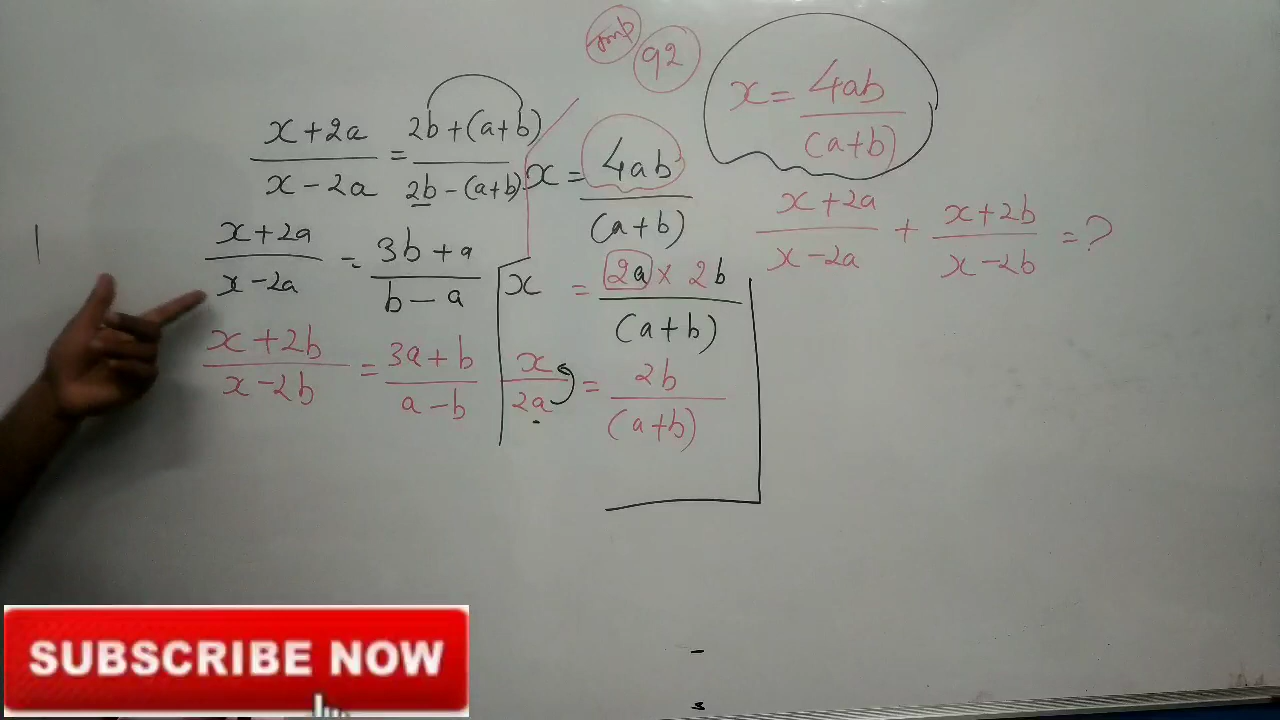 Imp
92
x = 4ab / (a+b)
x+2a / x-2a + x+2b / x-2b = ?
x+2a / x-2a = 2b+(a+b) / 2b-(a+b)
x+2a / x-2a = 3b+a / b-a
x+2b / x-2b = 3a+b / a-b
x = 4ab / (a+b)
x = 2a × 2b / (a+b)
x / 2a = 2b / (a+b)
SUBSCRIBE NOW